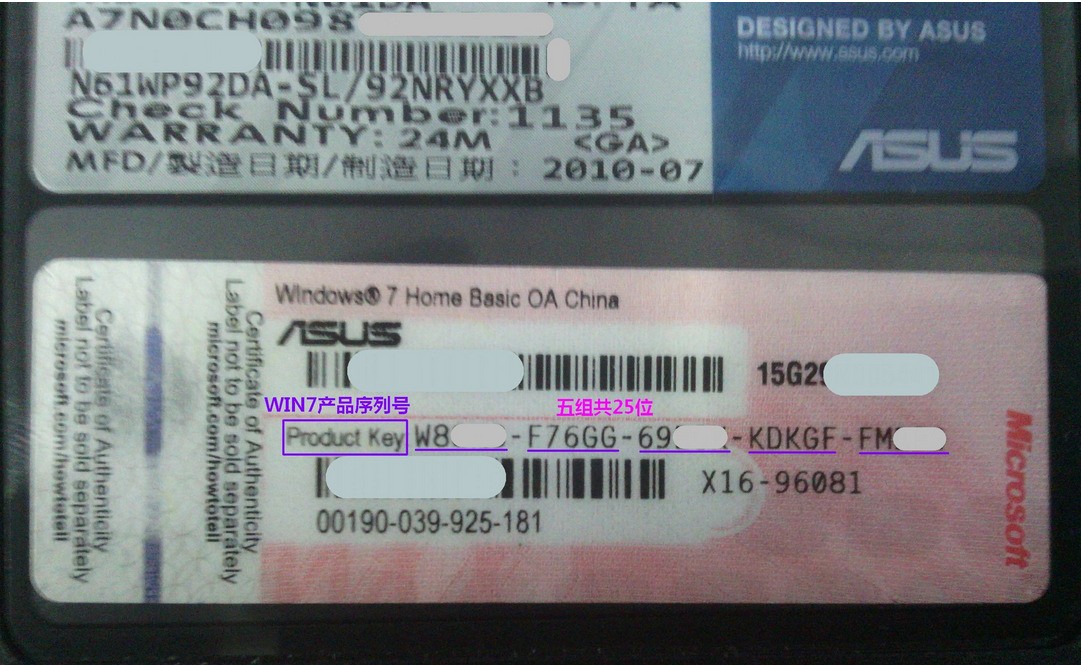 A7N0CH098
N61WP92DA-SL/92NRYXXB
Check Number:1135
WARRANTY: 24M <GA>
MFD/製造日期/制造日期 : 2010-07
DESIGNED BY ASUS
http://www.asus.com
ASUS
Certificate of Authenticity
Label not to be sold separately
microsoft.com/howtotell
Certificate of Authenticity
Label not to be sold separately
microsoft.com/howtotell
Windows® 7 Home Basic OA China
ASUS
15G29
WIN7产品序列号 五组共25位
Product Key W8 -F76GG-69 -KDKGF-FM
X16-96081
00190-039-925-181
Microsoft